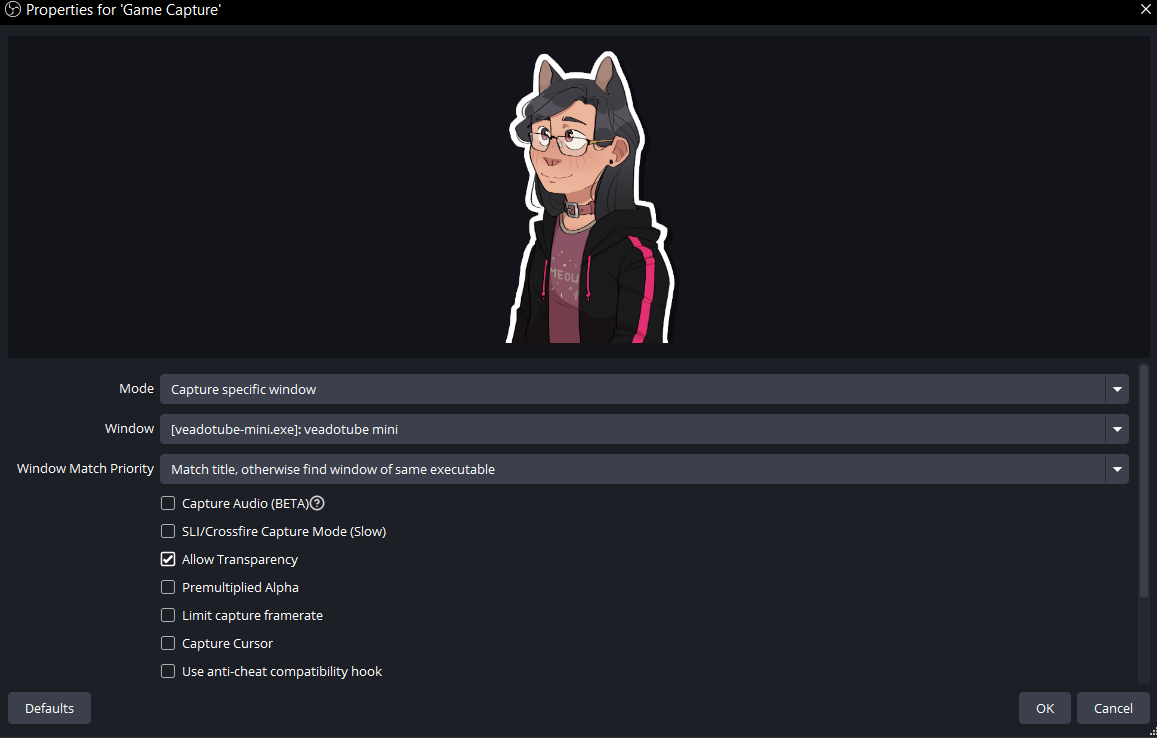 Properties for 'Game Capture'
MEOW
Mode
Capture specific window
Window
[veadotube-mini.exe]: veadotube mini
Window Match Priority
Match title, otherwise find window of same executable
Capture Audio (BETA)?
SLI/Crossfire Capture Mode (Slow)
Allow Transparency
Premultiplied Alpha
Limit capture framerate
Capture Cursor
Use anti-cheat compatibility hook
Defaults
OK
Cancel